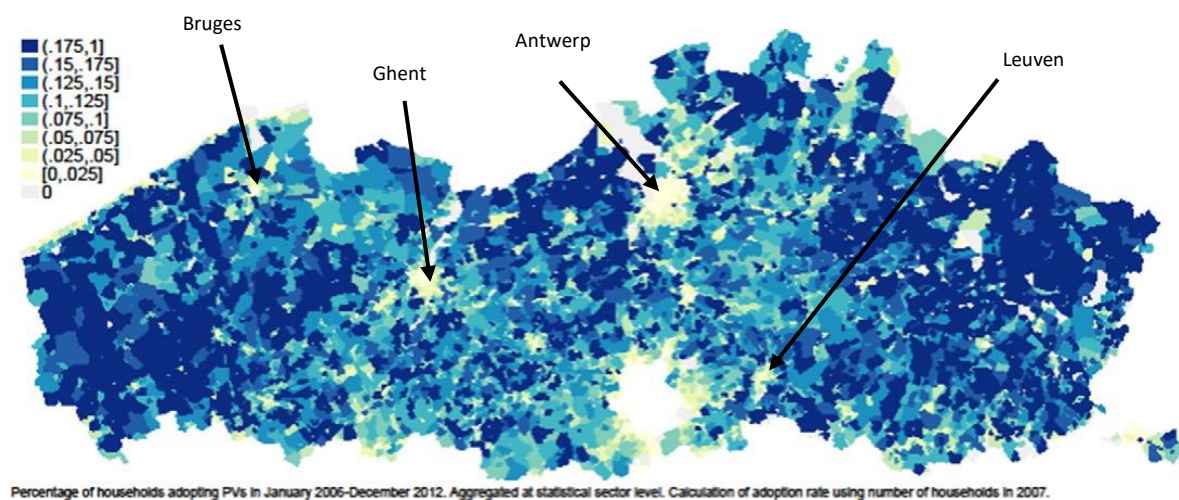 Bruges
Antwerp
Leuven
Ghent
(.175,1]
(.15,.175]
(.125,.15]
(.1,.125]
(.075,.1]
(.05,.075]
(.025,.05]
[0,.025]
0
Percentage of households adopting PVs in January 2006-December 2012. Aggregated at statistical sector level. Calculation of adoption rate using number of households in 2007.